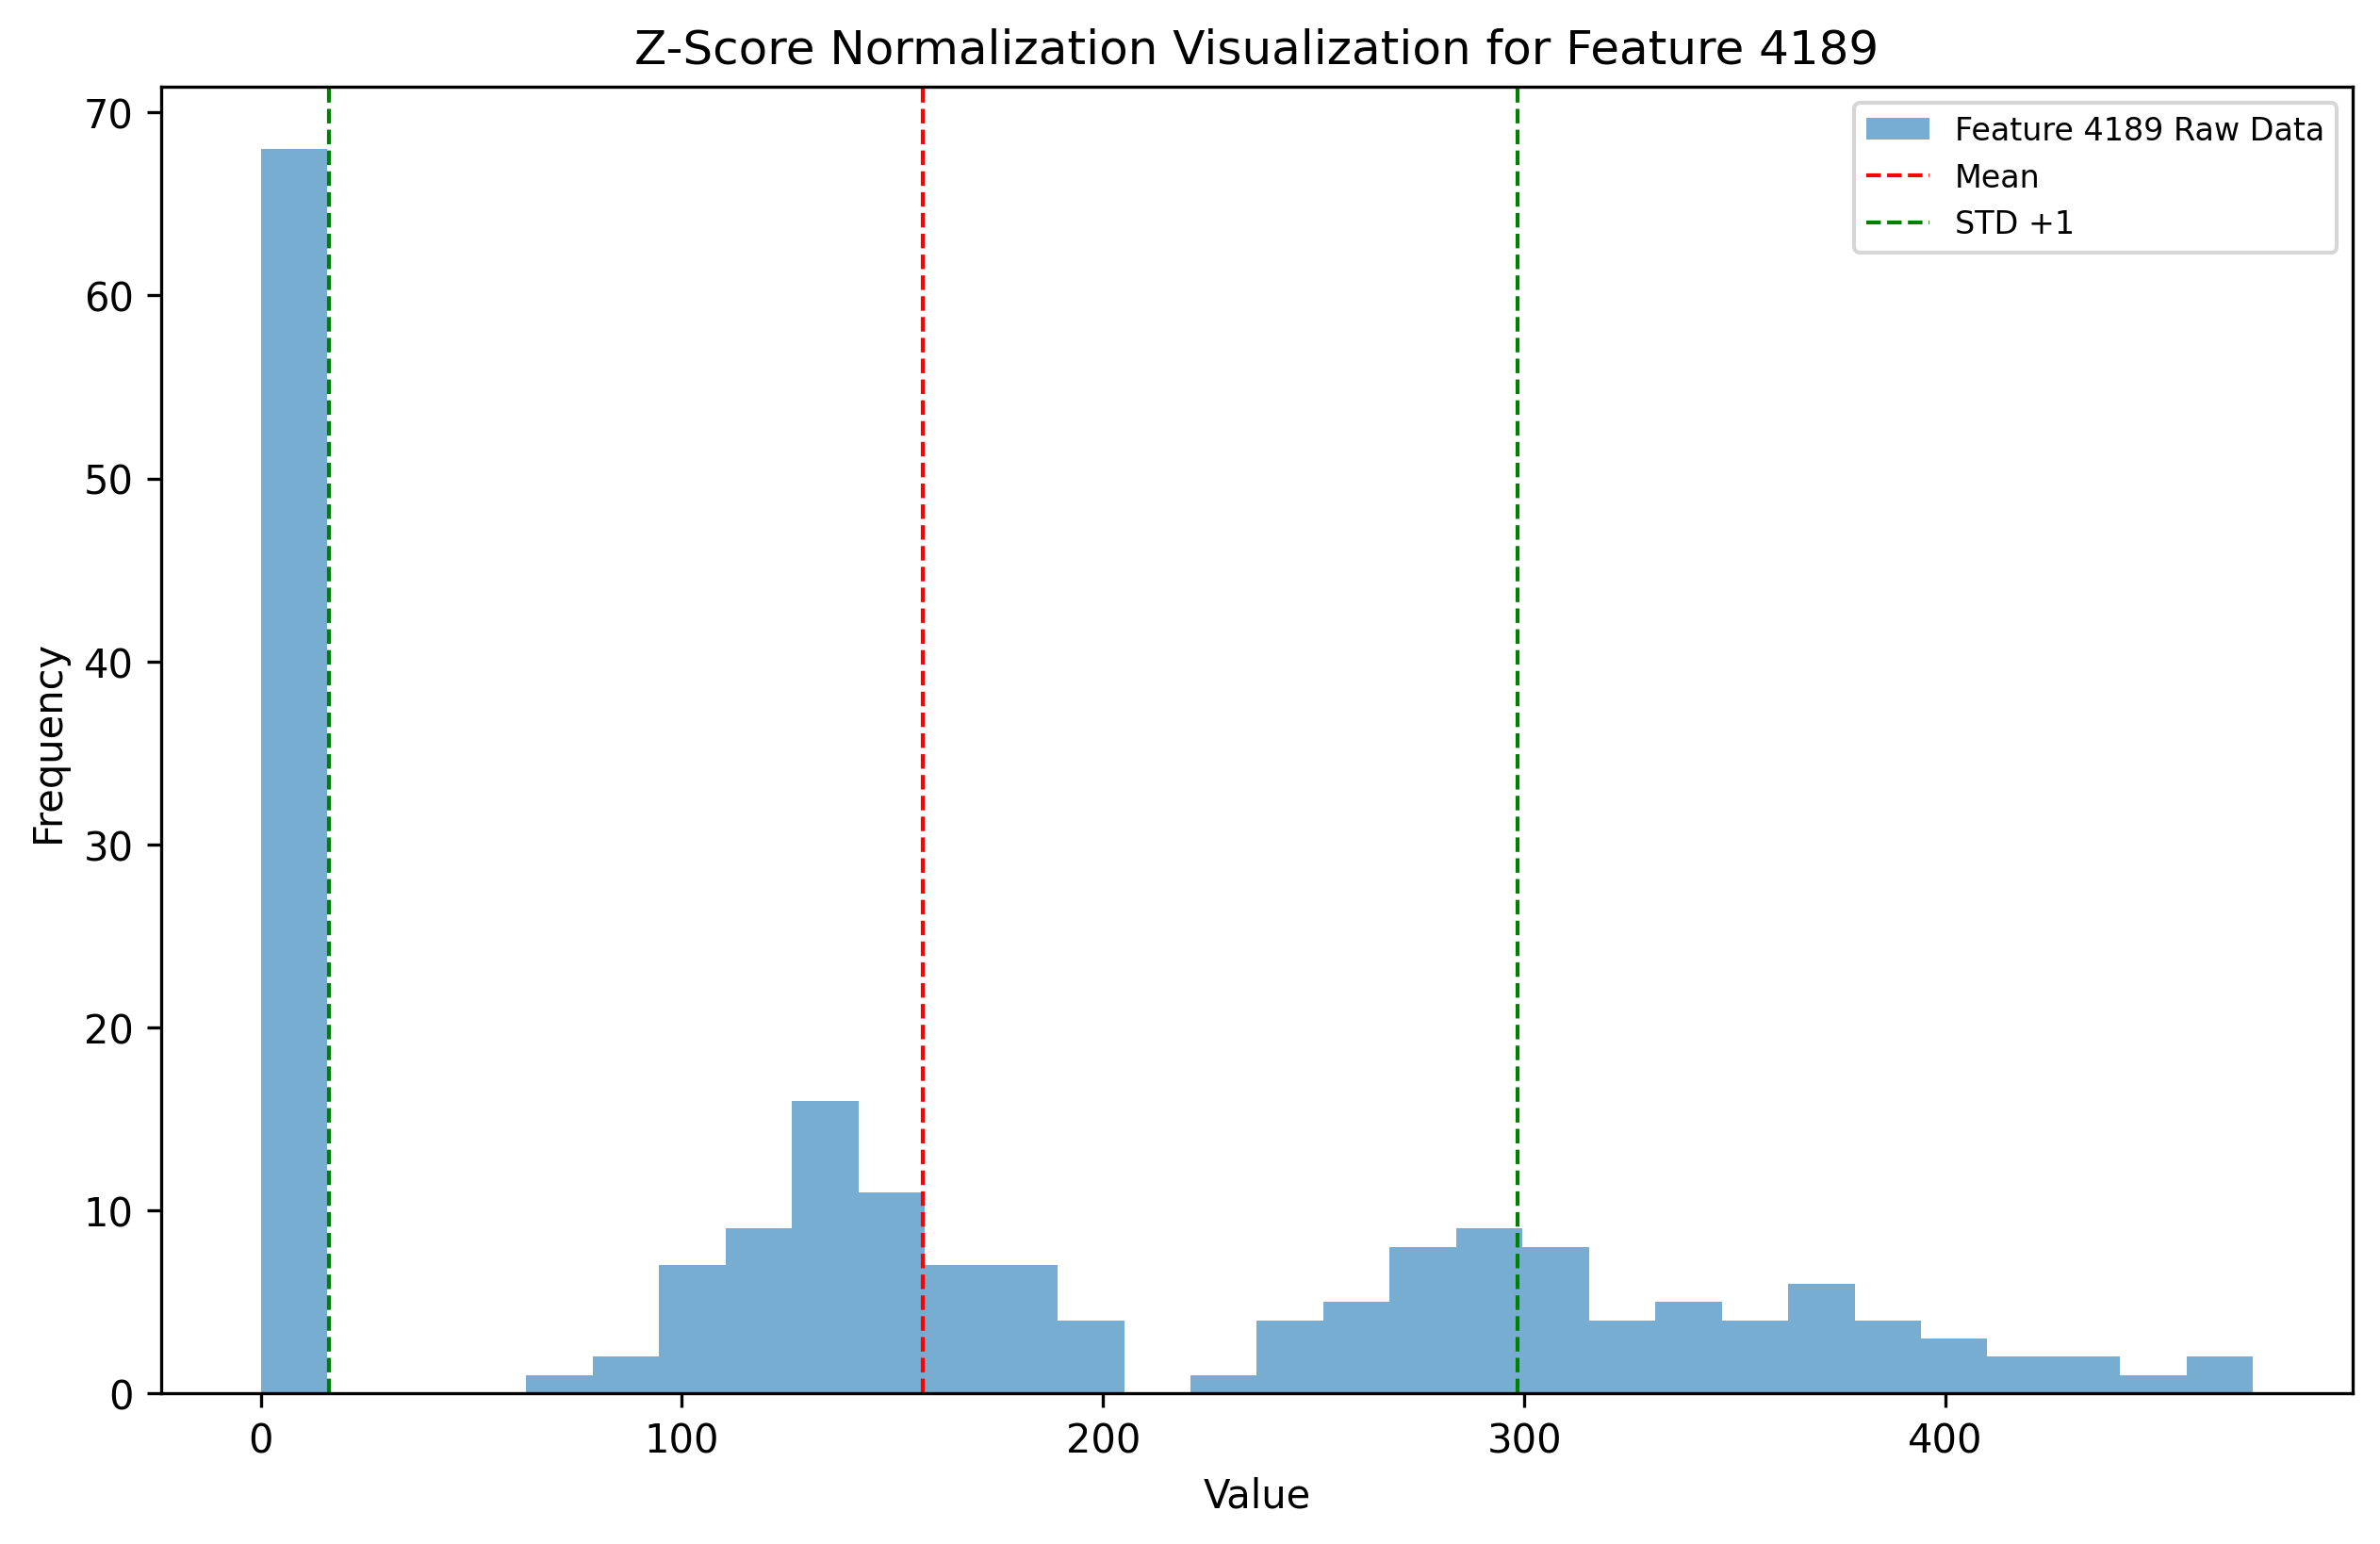 Z-Score Normalization Visualization for Feature 4189
Feature 4189 Raw Data
Mean
STD +1
70
60
50
40
30
20
10
0
Frequency
0 100 200 300 400
Value